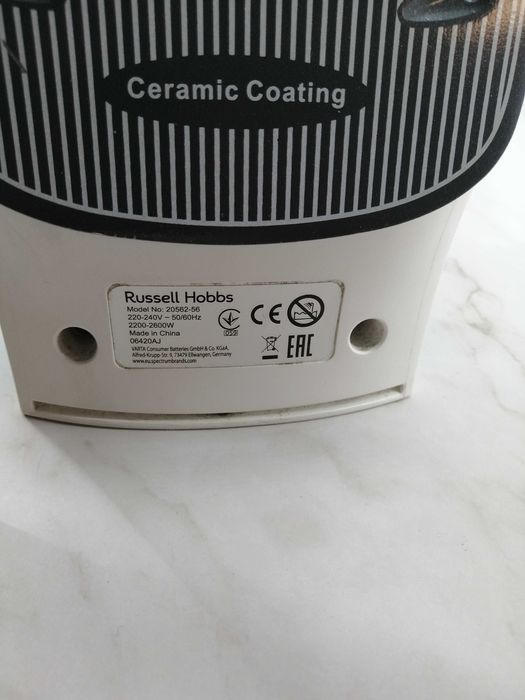 Ceramic Coating
Russell Hobbs
Model No: 20562-56
220-240V ~ 50/60Hz
2200-2600W
Made in China
06420AJ
VARTA Consumer Batteries GmbH & Co. KGaA,
Alfred-Krupp-Str. 9, 73479 Ellwangen, Germany
www.eu.spectrumbrands.com
CE
EAC